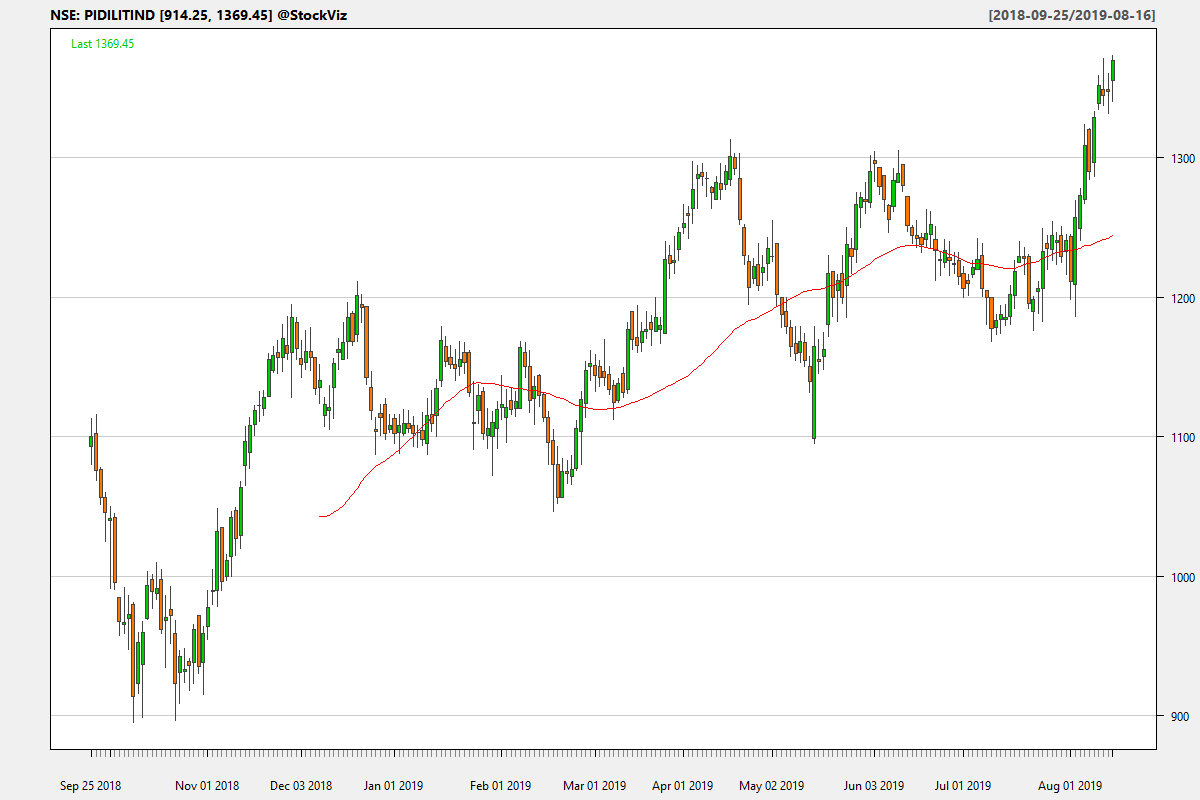 NSE: PIDILITIND [914.25, 1369.45] @StockViz [2018-09-25/2019-08-16]
Last 1369.45
1300
1200
1100
1000
900
Sep 25 2018 Nov 01 2018 Dec 03 2018 Jan 01 2019 Feb 01 2019 Mar 01 2019 Apr 01 2019 May 02 2019 Jun 03 2019 Jul 01 2019 Aug 01 2019